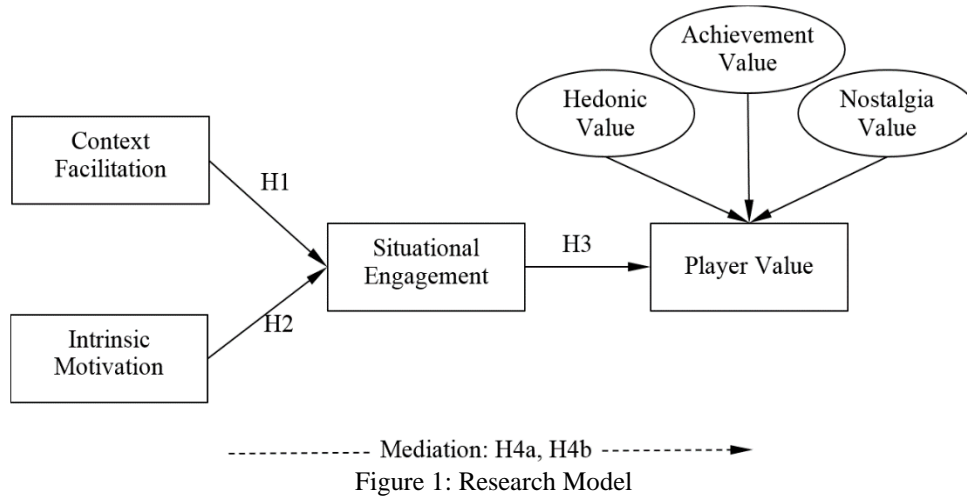 Achievement
Value
Hedonic
Value
Nostalgia
Value
Context
Facilitation
H1
Situational
Engagement
H3
Player Value
H2
Intrinsic
Motivation
Mediation: H4a, H4b
Figure 1: Research Model